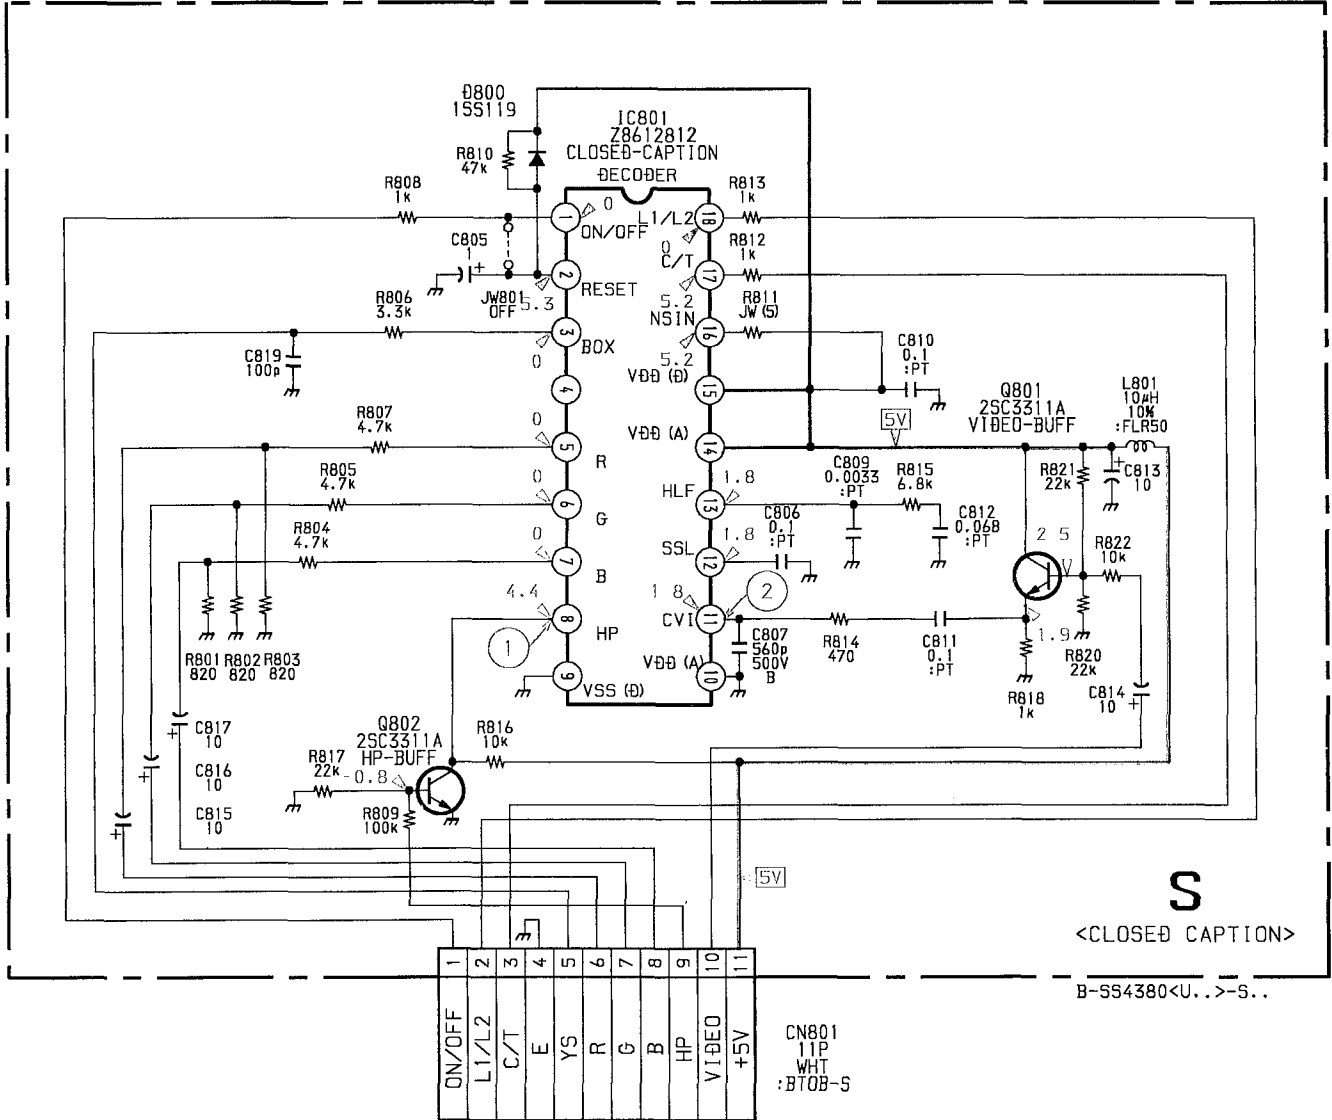 D800
1SS119
IC801
Z8612812
CLOSED-CAPTION
DECODER
R810
47k
R808
1k
R813
1k
1
0
ON/OFF
L1/L2
18
0
C/T
R812
1k
C805
1
+
2
RESET
5.3
JW801
OFF
17
5.2
NSIN
R811
JW (5)
R806
3.3k
3
BOX
0
16
5.2
C819
100p
4
VDD (D)
15
C810
0.1
:PT
Q801
2SC3311A
VIDEO-BUFF
L801
10µH
10%
:FLR50
R807
4.7k
0
5
R
VDD (A)
14
5V
R805
4.7k
0
6
G
HLF
13
1.8
C809
0.0033
:PT
R815
6.8k
R821
22k
+
C813
10
C806
0.1
:PT
C812
0.068
:PT
R804
4.7k
0
7
B
SSL
12
1.8
2 5
R822
10k
4.4
8
HP
1
CVI
11
1 8
2
C807
560p
500V
B
R814
470
C811
0.1
:PT
1.9
R820
22k
R801
820
R802
820
R803
820
9
VSS (D)
VDD (A)
10
R818
1k
C814
10
+
C817
10
+
C816
10
+
C815
10
+
Q802
2SC3311A
HP-BUFF
R817
22k
-0.8
R816
10k
R809
100k
5V
S
<CLOSED CAPTION>
B-SS4380<U..>-S..
1
2
3
4
5
6
7
8
9
10
11
ON/OFF
L1/L2
C/T
E
YS
R
G
B
HP
VIDEO
+5V
CN801
11P
WHT
:BTOB-S